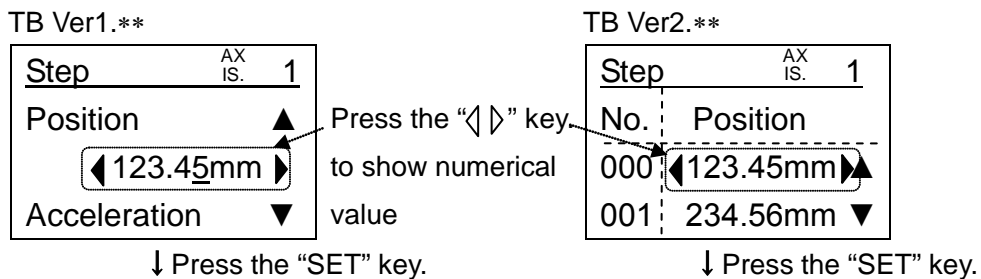 TB Ver1.**
Step AX IS. 1
Position ▲
◀123.45mm▶
Acceleration ▼
↓Press the “SET” key.
Press the “◁ ▷” key.
to show numerical
value
TB Ver2.**
Step AX IS. 1
No. Position
000 ◀123.45mm▶▲
001 234.56mm ▼
↓Press the “SET” key.